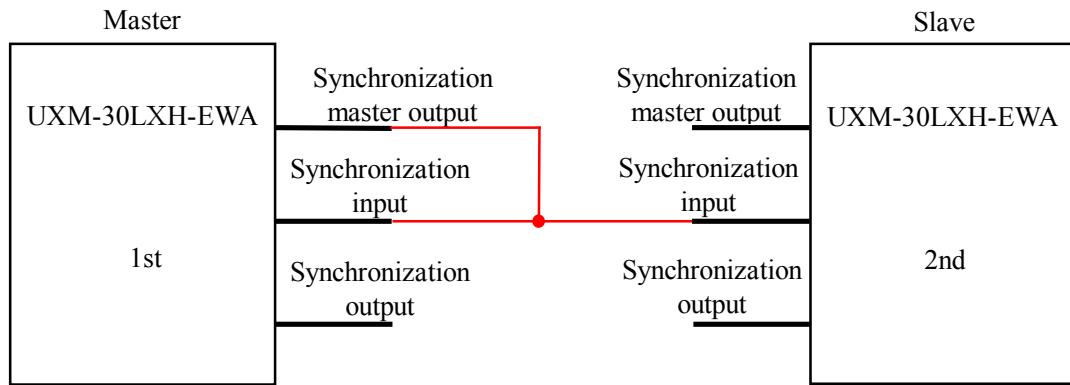 Master
Slave
UXM-30LXH-EWA
Synchronization
master output
Synchronization
input
1st
Synchronization
output
Synchronization
master output
UXM-30LXH-EWA
Synchronization
input
2nd
Synchronization
output